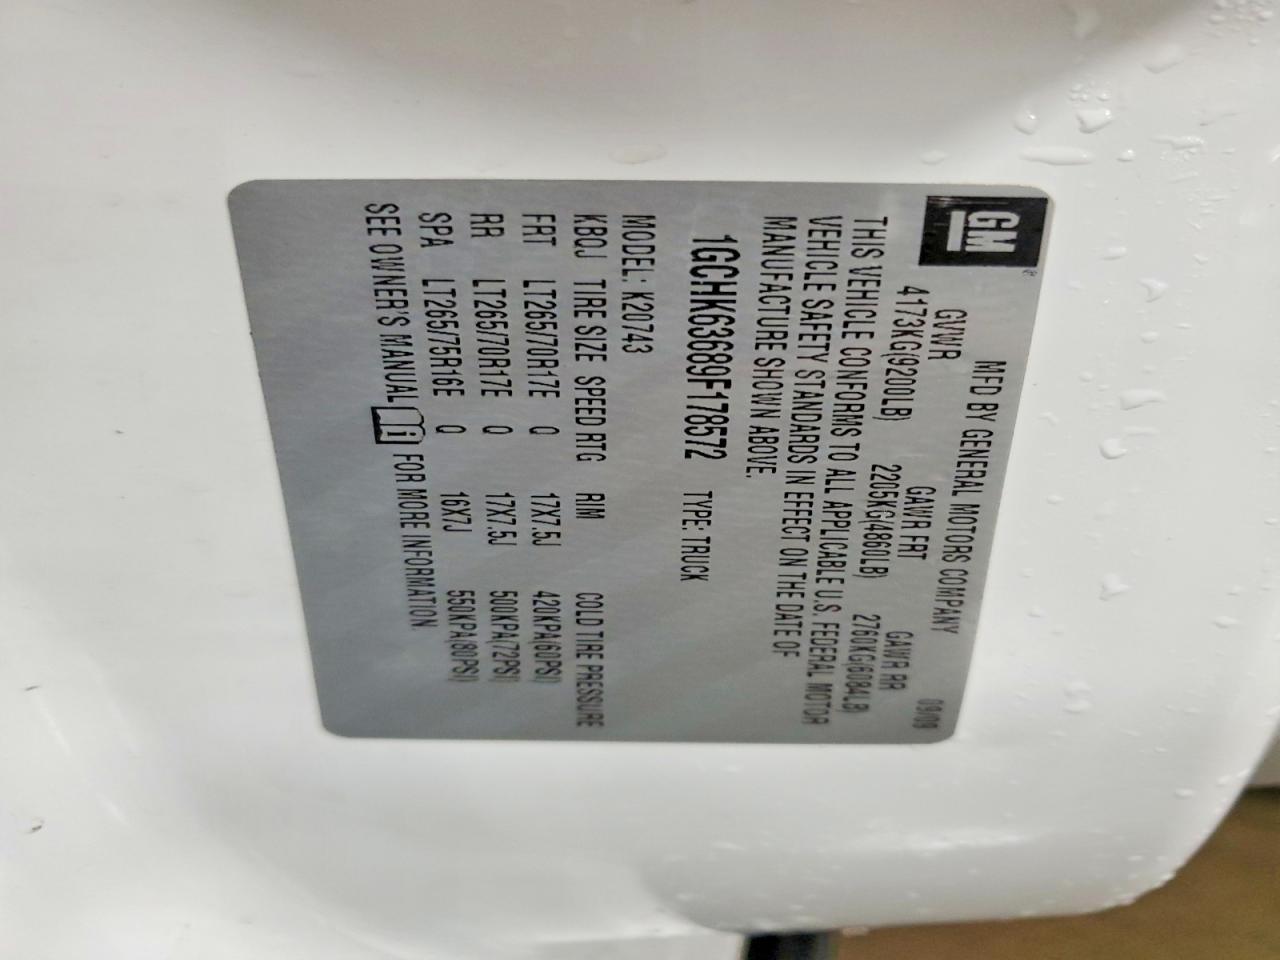 GM
MFD BY GENERAL MOTORS COMPANY 09/09
GVWR GAWR FRT GAWR RR
4173KG(9200LB) 2205KG(4860LB) 2760KG(6084LB)
THIS VEHICLE CONFORMS TO ALL APPLICABLE U.S. FEDERAL MOTOR
VEHICLE SAFETY STANDARDS IN EFFECT ON THE DATE OF
MANUFACTURE SHOWN ABOVE.
1GCHK63689F178572 TYPE: TRUCK
MODEL: K20743
KBQJ TIRE SIZE SPEED RTG RIM COLD TIRE PRESSURE
FRT LT265/70R17E Q 17X7.5J 420KPA(60PSI)
RR LT265/70R17E Q 17X7.5J 500KPA(72PSI)
SPA LT265/75R16E Q 16X7J 550KPA(80PSI)
SEE OWNER'S MANUAL FOR MORE INFORMATION.